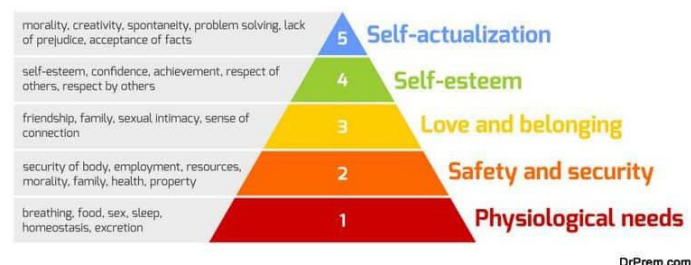 morality, creativity, spontaneity, problem solving, lack
of prejudice, acceptance of facts
5
Self-actualization
self-esteem, confidence, achievement, respect of
others, respect by others
4
Self-esteem
friendship, family, sexual intimacy, sense of
connection
3
Love and belonging
security of body, employment, resources,
morality, family, health, property
2
Safety and security
breathing, food, sex, sleep,
homeostasis, excretion
1
Physiological needs
DrPrem.com